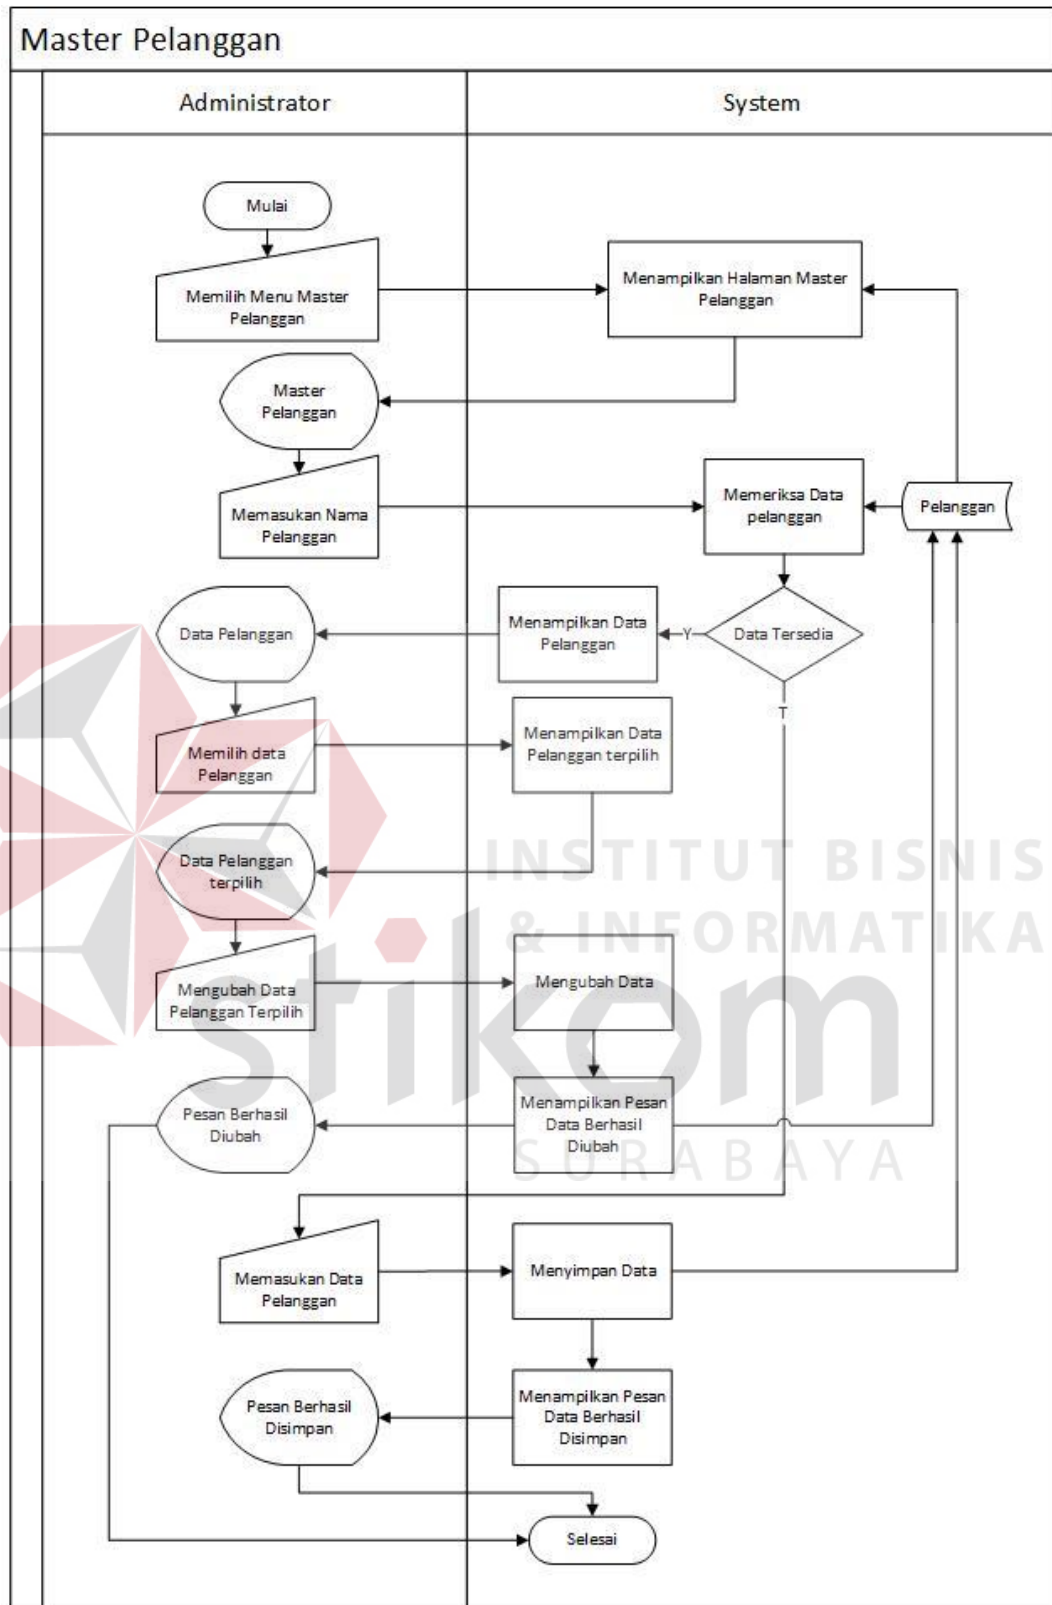 Master Pelanggan
Administrator
System
Mulai
Memilih Menu Master
Pelanggan
Menampilkan Halaman Master
Pelanggan
Master
Pelanggan
Memasukan Nama
Pelanggan
Memeriksa Data
pelanggan
Pelanggan
Data Pelanggan
Menampilkan Data
Pelanggan
Y
Data Tersedia
T
Memilih data
Pelanggan
Menampilkan Data
Pelanggan terpilih
Data Pelanggan
terpilih
INSTITUT BISNIS
& INFORMATIKA
stikom
SURABAYA
Mengubah Data
Pelanggan Terpilih
Mengubah Data
Pesan Berhasil
Diubah
Menampilkan Pesan
Data Berhasil
Diubah
Memasukan Data
Pelanggan
Menyimpan Data
Pesan Berhasil
Disimpan
Menampilkan Pesan
Data Berhasil
Disimpan
Selesai